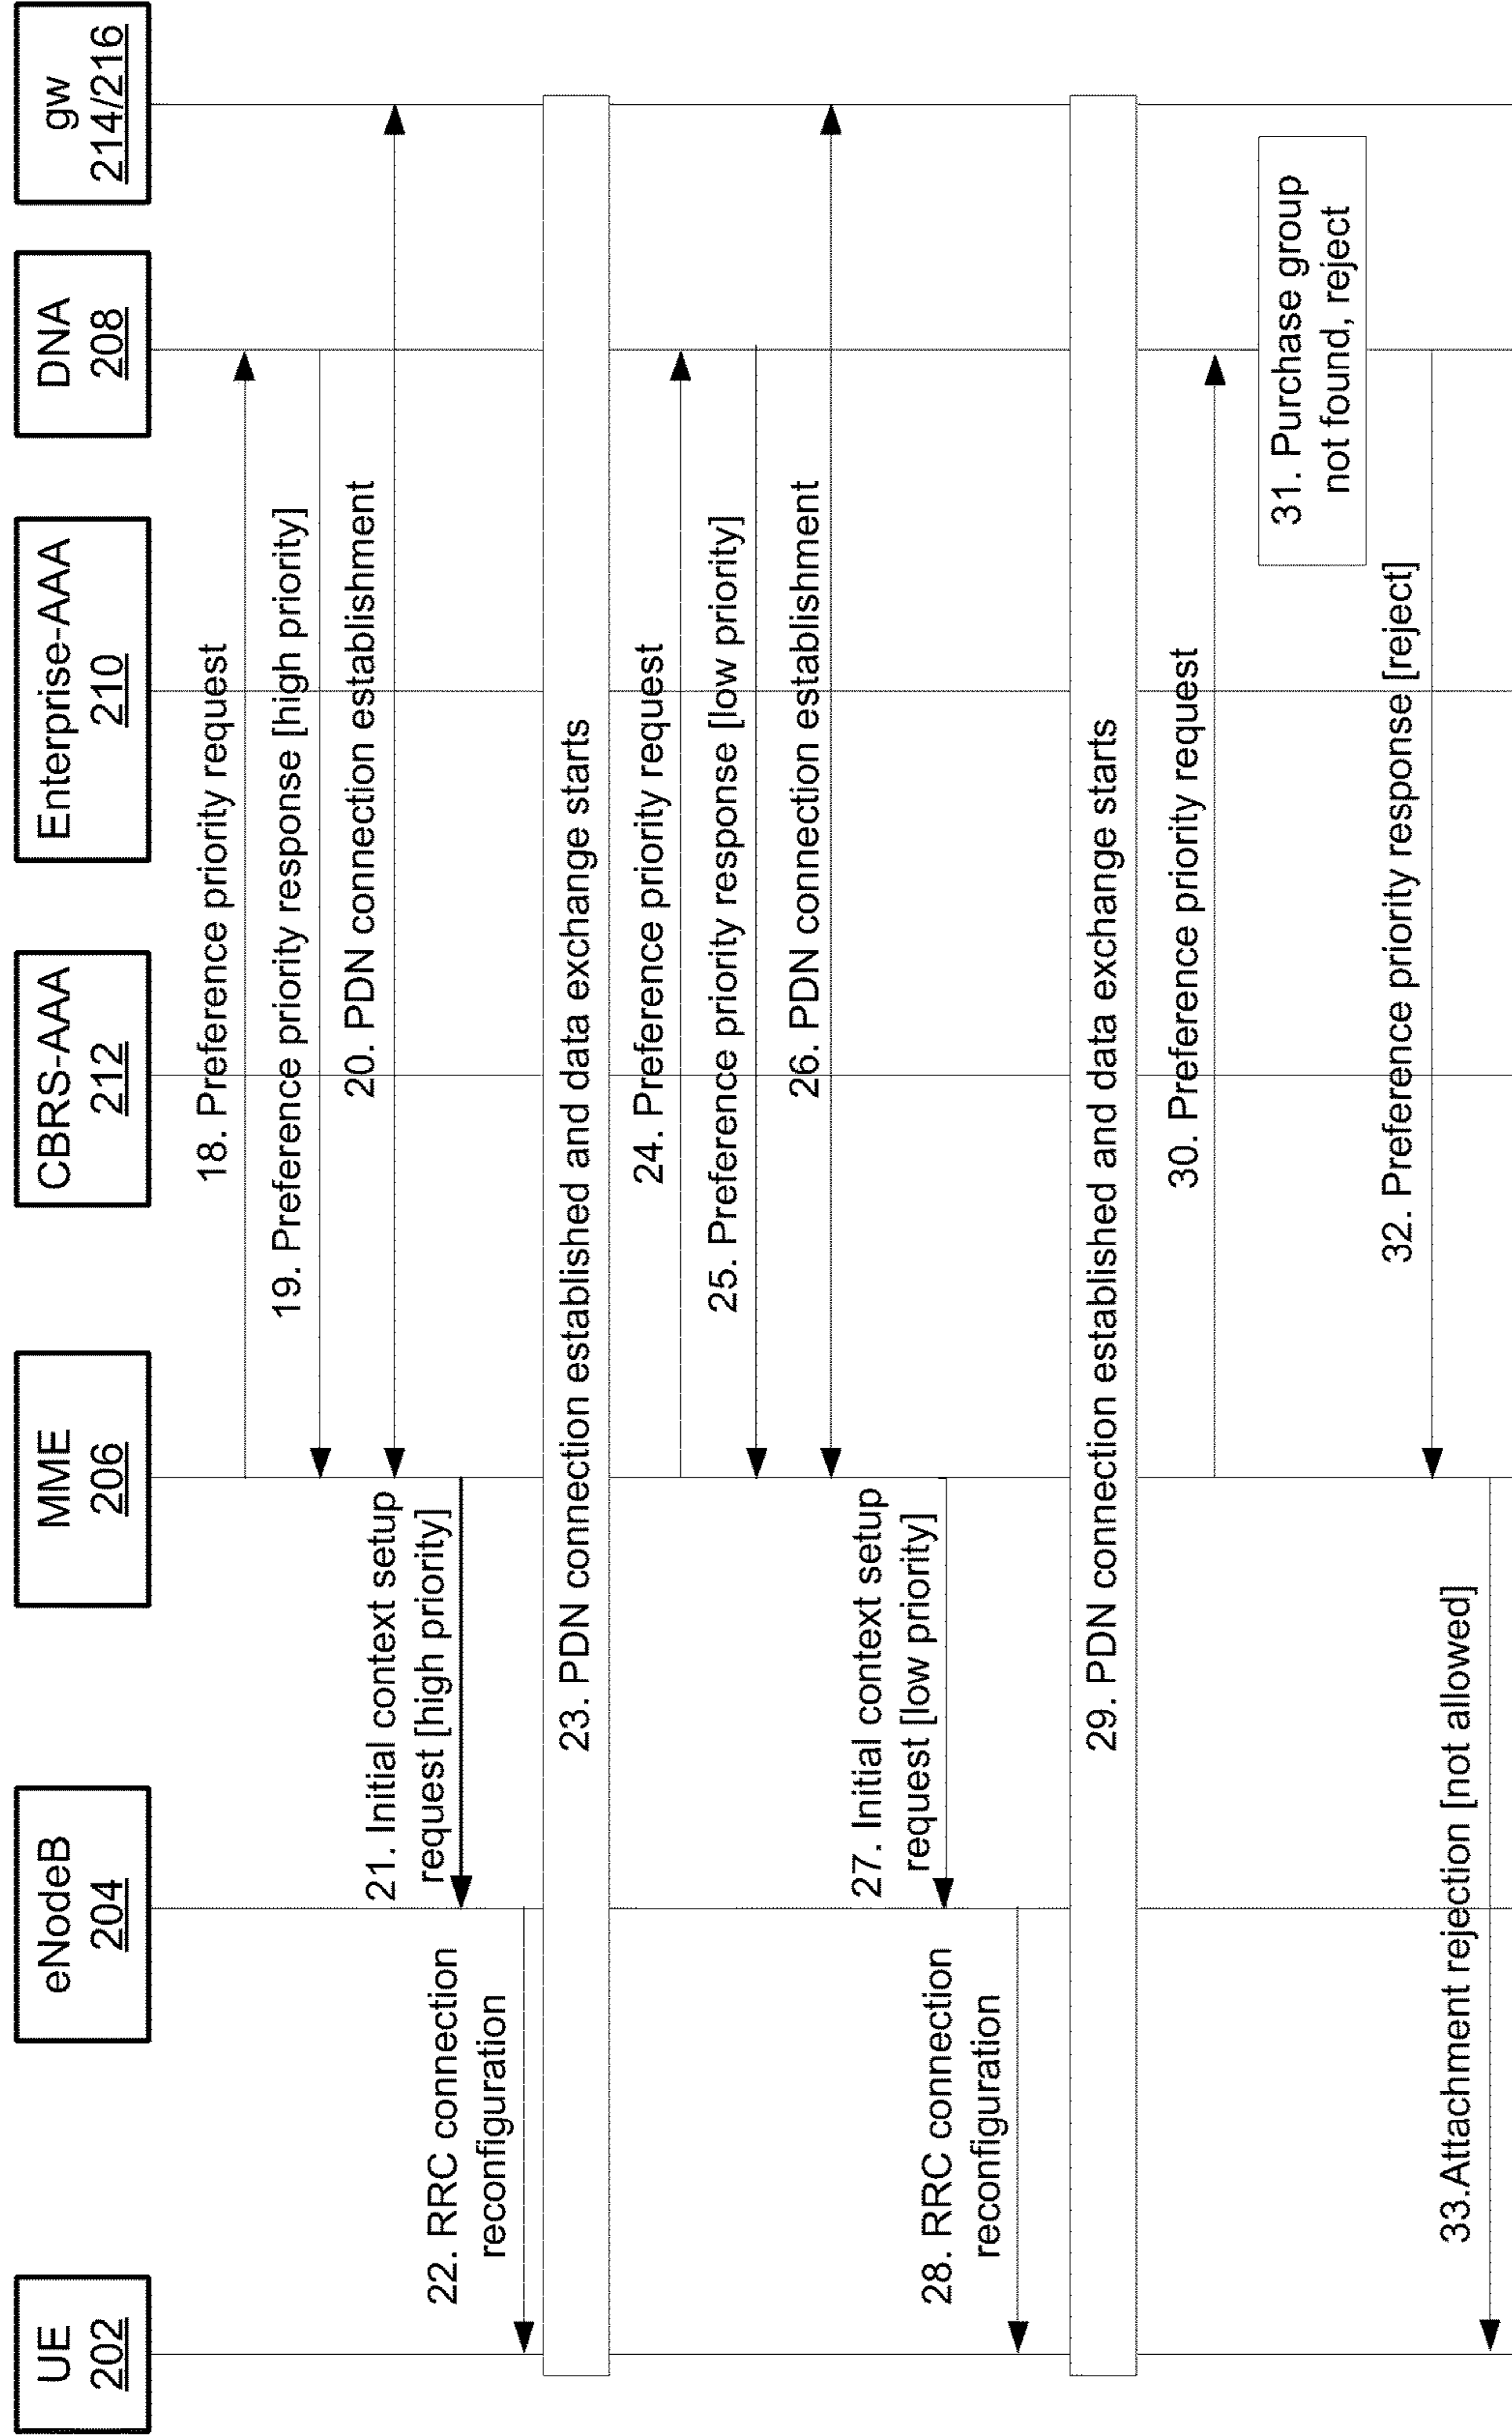 UE
202
eNodeB
204
MME
206
CBRS-AAA
212
Enterprise-AAA
210
DNA
208
gw
214/216
18. Preference priority request
19. Preference priority response [high priority]
20. PDN connection establishment
21. Initial context setup
request [high priority]
22. RRC connection
reconfiguration
23. PDN connection established and data exchange starts
24. Preference priority request
25. Preference priority response [low priority]
26. PDN connection establishment
27. Initial context setup
request [low priority]
28. RRC connection
reconfiguration
29. PDN connection established and data exchange starts
30. Preference priority request
31. Purchase group
not found, reject
32. Preference priority response [reject]
33.Attachment rejection [not allowed]